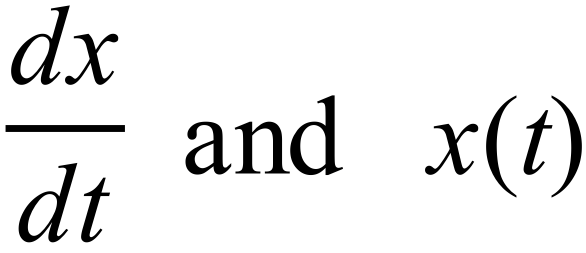 dx/dt and x(t)